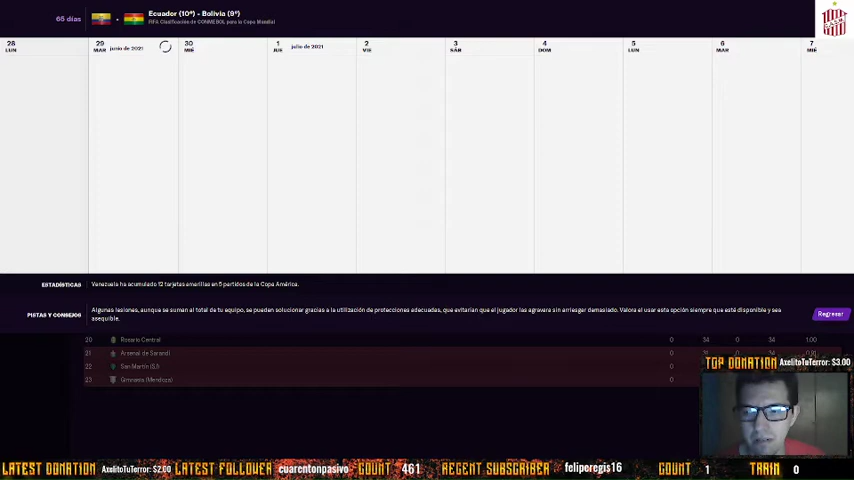 65 días
Ecuador (10º) - Bolivia (9º)
FIFA Clasificación de CONMEBOL para la Copa Mundial
28 LUN
29 MAR junio de 2021
30 MIÉ
1 JUE julio de 2021
2 VIE
3 SÁB
4 DOM
5 LUN
6 MAR
7 MIÉ
ESTADÍSTICAS Venezuela ha acumulado 12 tarjetas amarillas en 5 partidos de la Copa América.
PISTAS Y CONSEJOS Algunas lesiones, aunque se suman al total de tu equipo, se pueden solucionar gracias a la utilización de protecciones adecuadas, que evitarían que el jugador las agravara sin arriesgar demasiado. Valora el usar esta opción siempre que esté disponible y sea
asequible.
Regresar
20 Rosario Central 0 34 0 34 1.00
21 Arsenal de Sarandí 0
22 San Martín (SJ) 0
23 Gimnasia (Mendoza) 0
TOP DONATION AxelitoTuTerror: $3.00
LATEST DONATION AxelitoTuTerror: $2.00 LATEST FOLLOWER cuarentonpasivo COUNT 461 RECENT SUBSCRIBER feliporegis16 COUNT 1 TRAIN 0